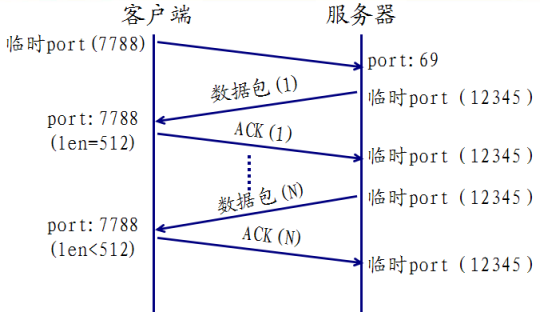 客户端 服务器
临时port(7788)
port:69
数据包(1)
临时port (12345)
port:7788
(len=512)
ACK(1)
临时port (12345)
数据包(N)
临时port (12345)
port:7788
(len<512)
ACK(N)
临时port (12345)